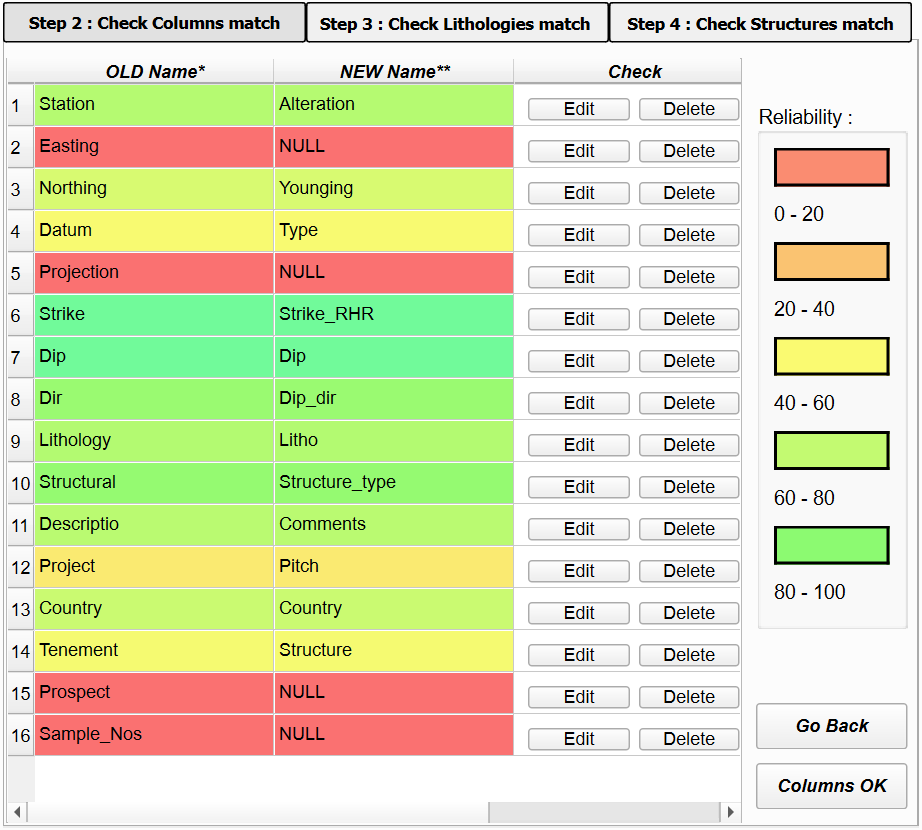 Step 2 : Check Columns match Step 3 : Check Lithologies match Step 4 : Check Structures match
OLD Name* NEW Name** Check
1 Station Alteration Edit Delete
2 Easting NULL Edit Delete
3 Northing Younging Edit Delete
4 Datum Type Edit Delete
5 Projection NULL Edit Delete
6 Strike Strike_RHR Edit Delete
7 Dip Dip Edit Delete
8 Dir Dip_dir Edit Delete
9 Lithology Litho Edit Delete
10 Structural Structure_type Edit Delete
11 Descriptio Comments Edit Delete
12 Project Pitch Edit Delete
13 Country Country Edit Delete
14 Tenement Structure Edit Delete
15 Prospect NULL Edit Delete
16 Sample_Nos NULL Edit Delete
Reliability :
0 - 20
20 - 40
40 - 60
60 - 80
80 - 100
Go Back
Columns OK